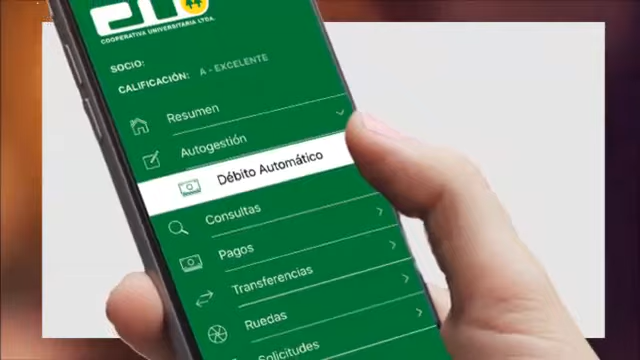 COOPERATIVA UNIVERSITARIA LTDA.
SOCIO:
CALIFICACIÓN: A - EXCELENTE
Resumen
Autogestión
Débito Automático
Consultas
Pagos
Transferencias
Ruedas
Solicitudes